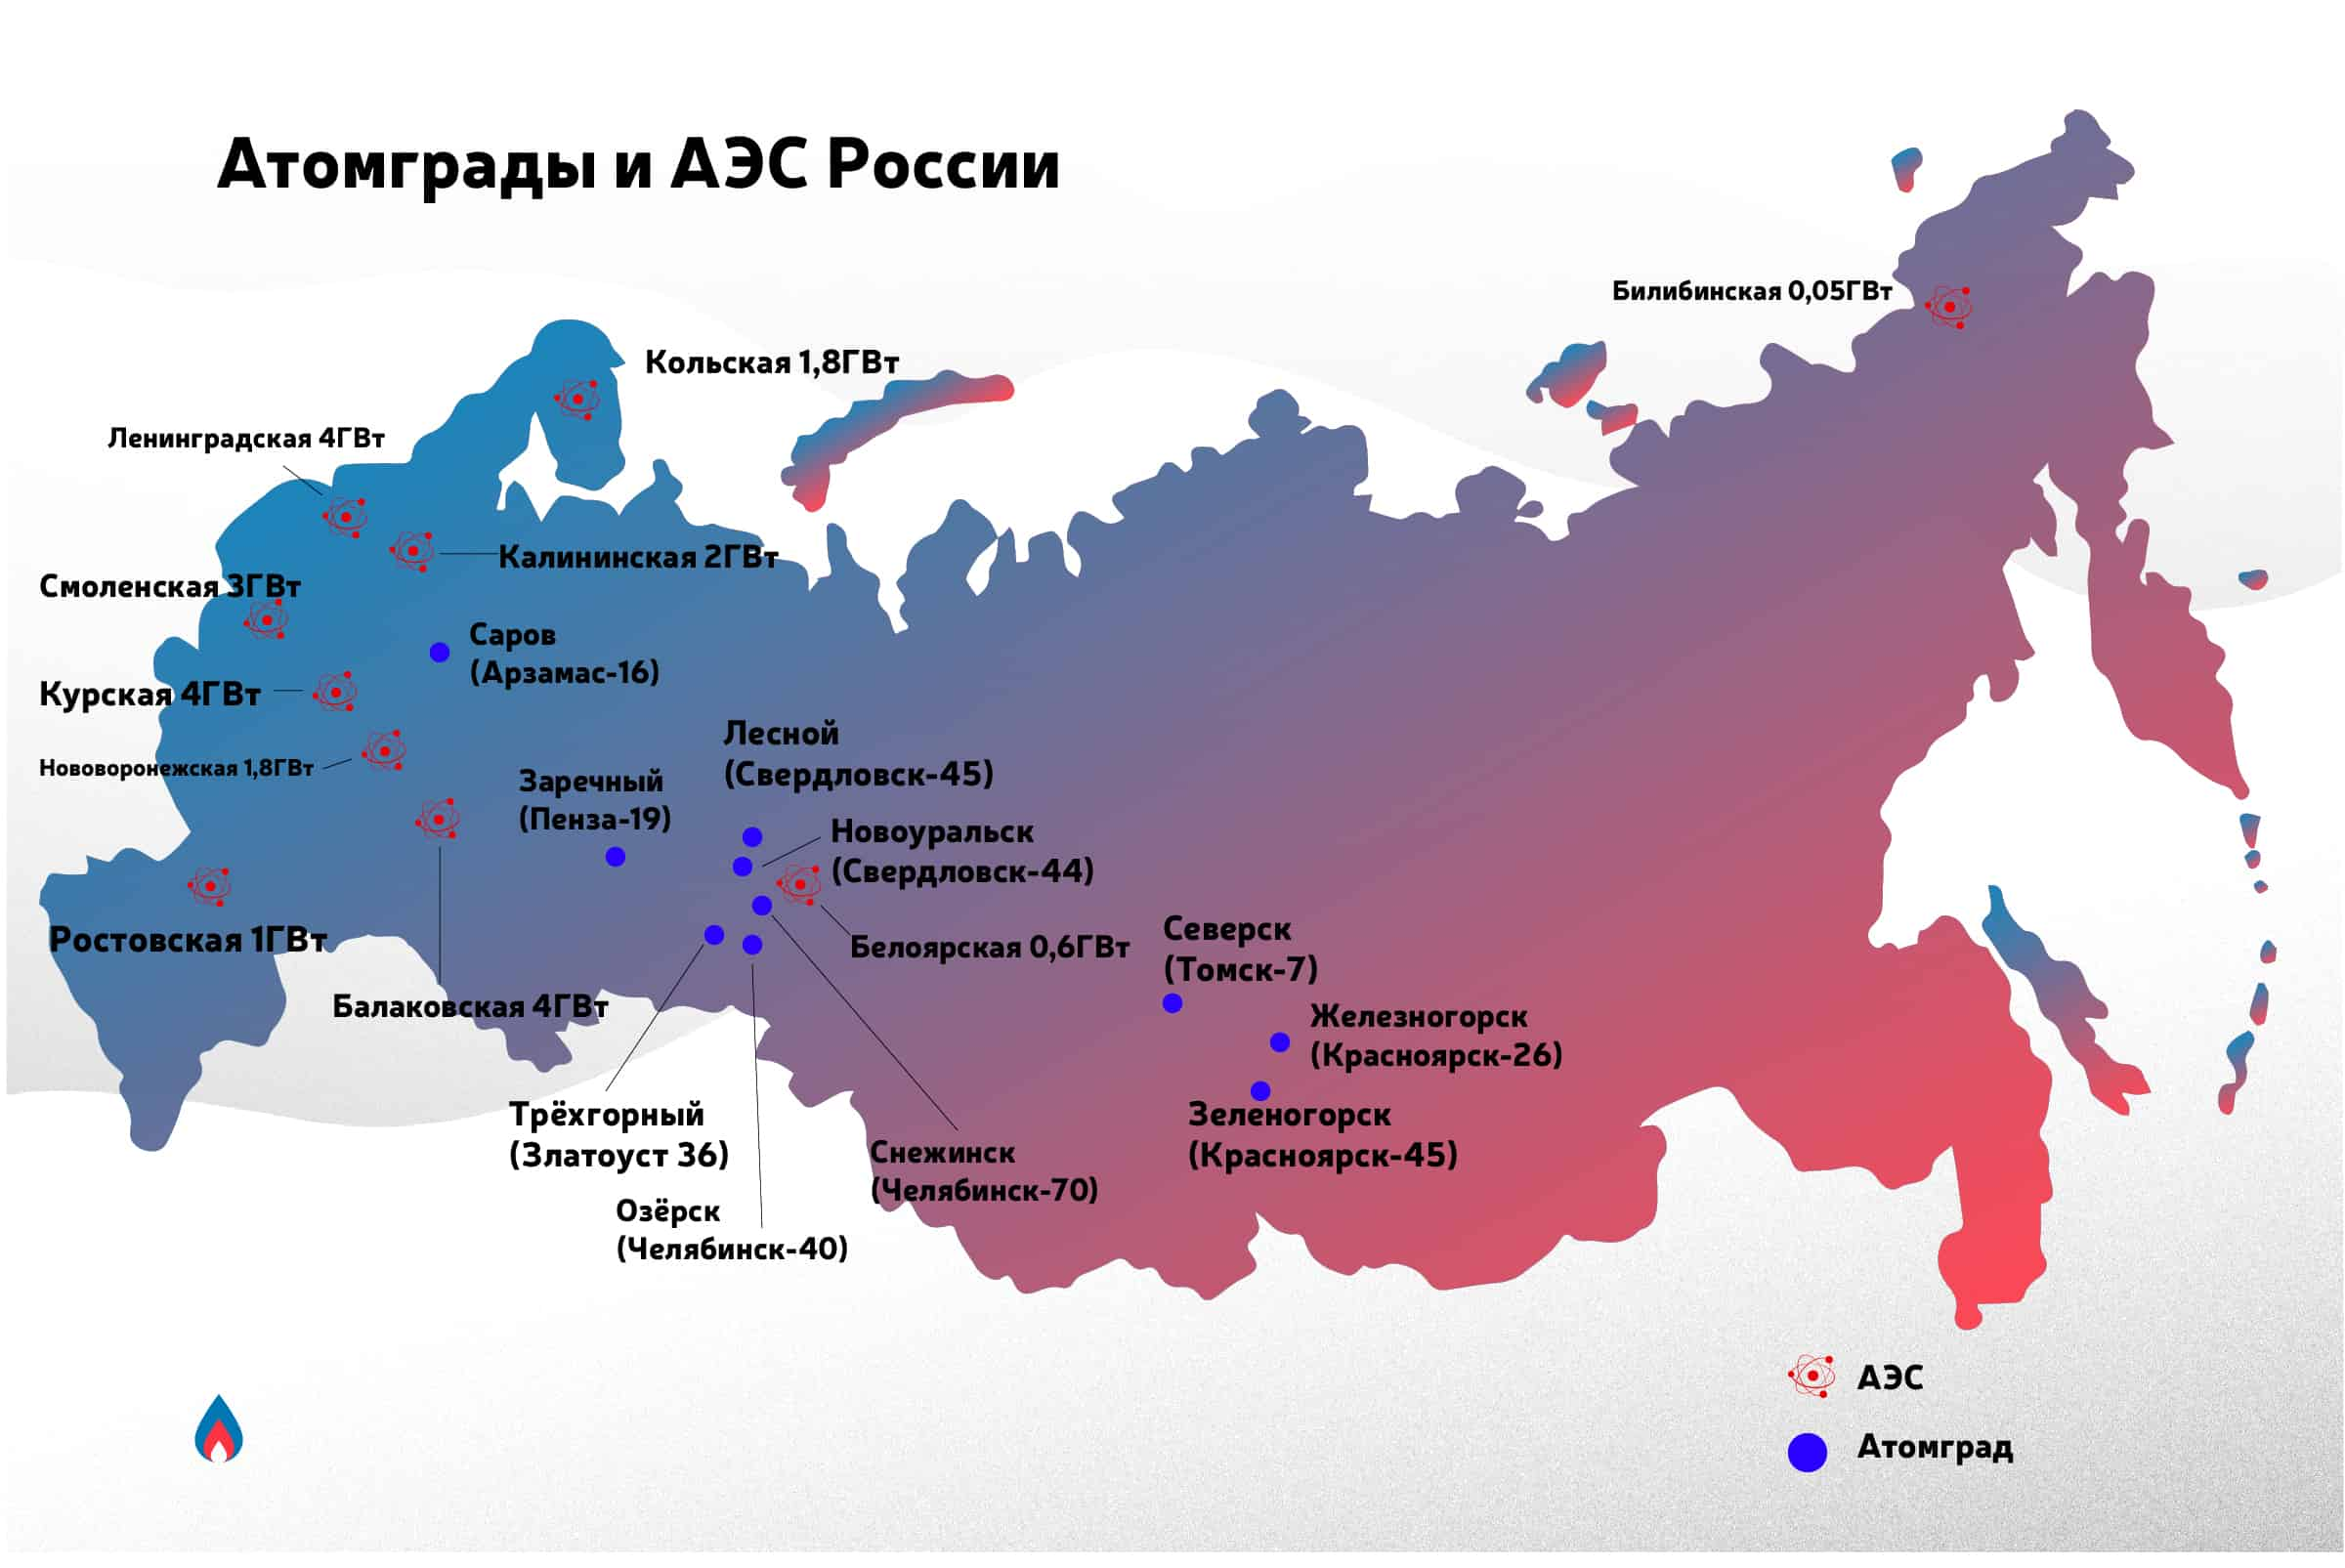 Атомграды и АЭС России
Билибинская 0,05ГВт
Кольская 1,8ГВт
Ленинградская 4ГВт
Калининская 2ГВт
Смоленская 3ГВт
Саров
(Арзамас-16)
Курская 4ГВт
Нововоронежская 1,8ГВт
Лесной
(Свердловск-45)
Заречный
(Пенза-19)
Новоуральск
(Свердловск-44)
Ростовская 1ГВт
Белоярская 0,6ГВт
Северск
(Томск-7)
Балаковская 4ГВт
Железногорск
(Красноярск-26)
Трёхгорный
(Златоуст 36)
Зеленогорск
(Красноярск-45)
Снежинск
(Челябинск-70)
Озёрск
(Челябинск-40)
АЭС
Атомград